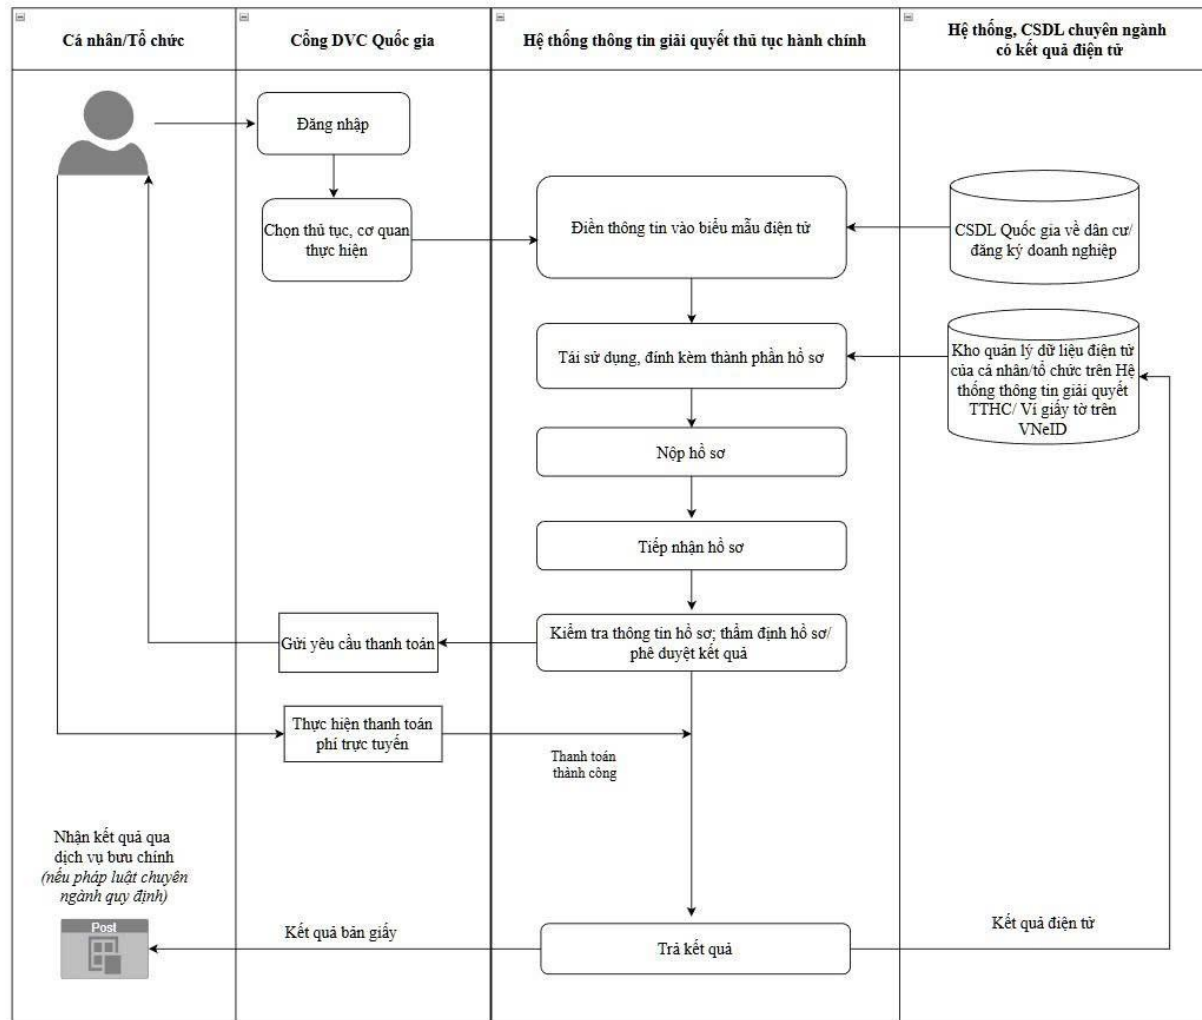 Cá nhân/Tổ chức
Cổng DVC Quốc gia
Hệ thống thông tin giải quyết thủ tục hành chính
Hệ thống, CSDL chuyên ngành
có kết quả điện tử
Đăng nhập
Chọn thủ tục, cơ quan
thực hiện
Điền thông tin vào biểu mẫu điện tử
CSDL Quốc gia về dân cư/
đăng ký doanh nghiệp
Tái sử dụng, đính kèm thành phần hồ sơ
Kho quản lý dữ liệu điện tử
của cá nhân/tổ chức trên Hệ
thống thông tin giải quyết
TTHC/ Ví giấy tờ trên
VNeID
Nộp hồ sơ
Tiếp nhận hồ sơ
Gửi yêu cầu thanh toán
Kiểm tra thông tin hồ sơ; thẩm định hồ sơ/
phê duyệt kết quả
Thực hiện thanh toán
phí trực tuyến
Thanh toán
thành công
Nhận kết quả qua
dịch vụ bưu chính
(nếu pháp luật chuyên
ngành quy định)
Post
Kết quả bản giấy
Trả kết quả
Kết quả điện tử